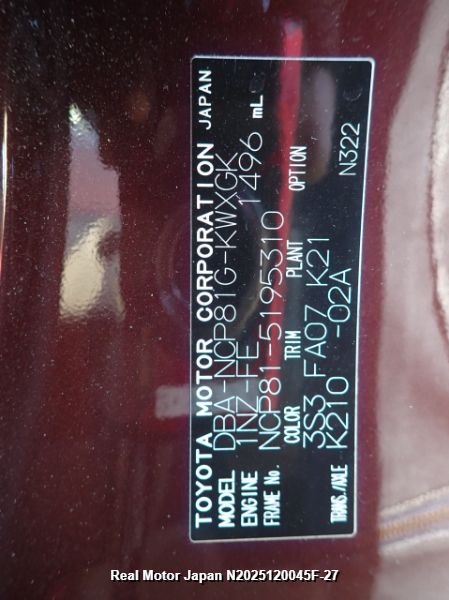 TOYOTA MOTOR CORPORATION JAPAN
MODEL DBA-NCP81G-KWXGK
ENGINE 1NZ-FE 1496 mL
FRAME No. NCP81-5195310
COLOR TRIM PLANT OPTION
3S3 FA07 K21
K210 -02A N322
TRANS./AXLE
Real Motor Japan N2025120045F-27